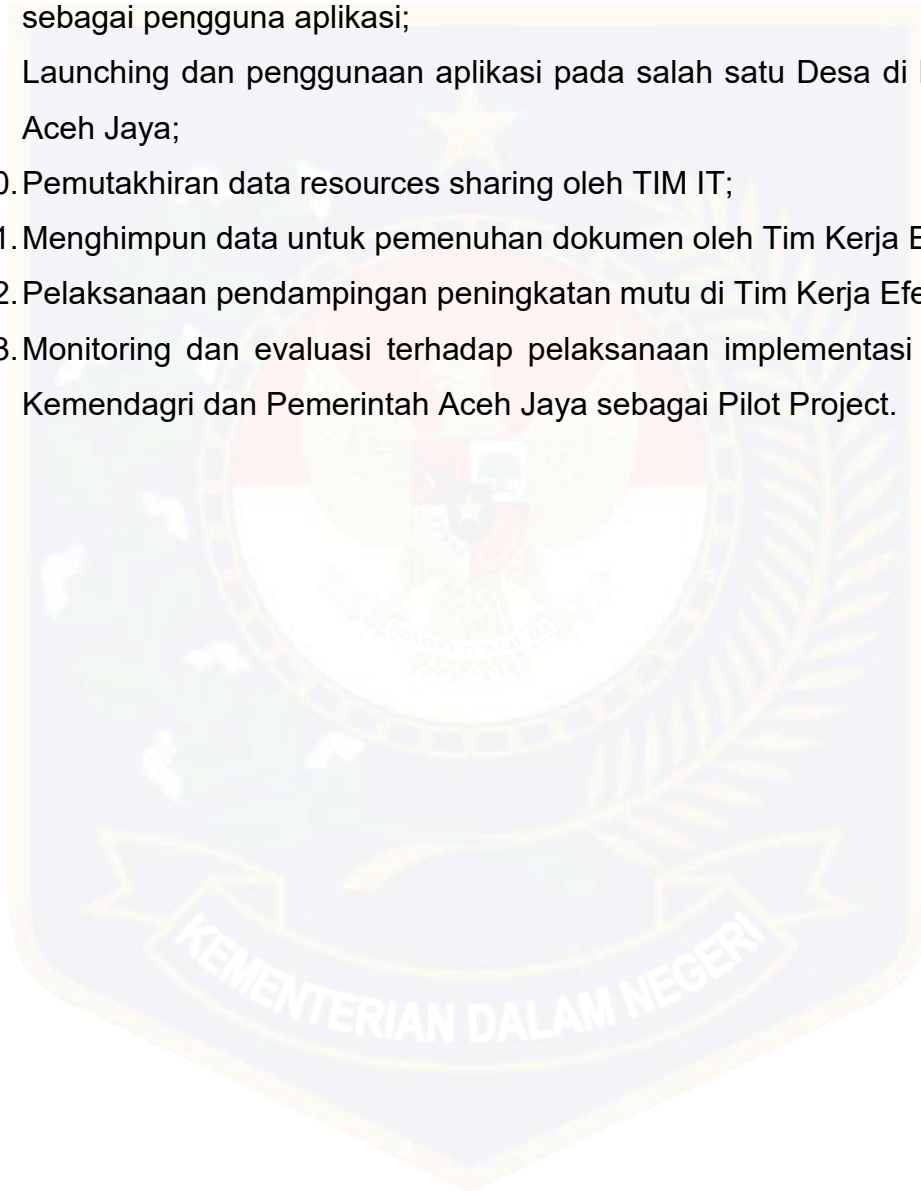 sebagai pengguna aplikasi;
Launching dan penggunaan aplikasi pada salah satu Desa di
Aceh Jaya;
0. Pemutakhiran data resources sharing oleh TIM IT;
1. Menghimpun data untuk pemenuhan dokumen oleh Tim Kerja
2. Pelaksanaan pendampingan peningkatan mutu di Tim Kerja
3. Monitoring dan evaluasi terhadap pelaksanaan implementasi
Kemendagri dan Pemerintah Aceh Jaya sebagai Pilot Project.
BHINNEKA TUNGGAL IKA
KEMENTERIAN DALAM NEGERI